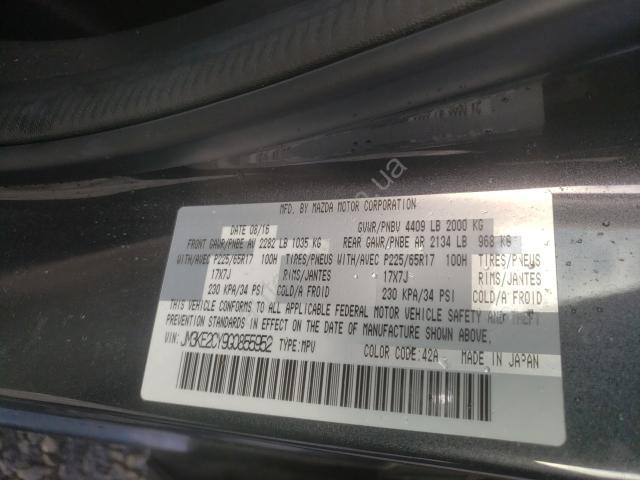 MFD. BY MAZDA MOTOR CORPORATION
DATE 08/16 GVWR/PNBV 4409 LB 2000 KG
FRONT GAWR/PNBE AV 2282 LB 1035 KG REAR GAWR/PNBE AR 2134 LB 968 KG
WITH/AVEC P225/65R17 100H TIRES/PNEUS WITH/AVEC P225/65R17 100H TIRES/PNEUS
17X7J RIMS/JANTES 17X7J RIMS/JANTES
230 KPA/34 PSI COLD/A FROID 230 KPA/34 PSI COLD/A FROID
THIS VEHICLE CONFORMS TO ALL APPLICABLE FEDERAL MOTOR VEHICLE SAFETY AND THEFT
PREVENTION STANDARDS IN EFFECT ON THE DATE OF MANUFACTURE SHOWN ABOVE.
VIN: JM3KE2CY9G0855952 TYPE:MPV COLOR CODE:42A MADE IN JAPAN